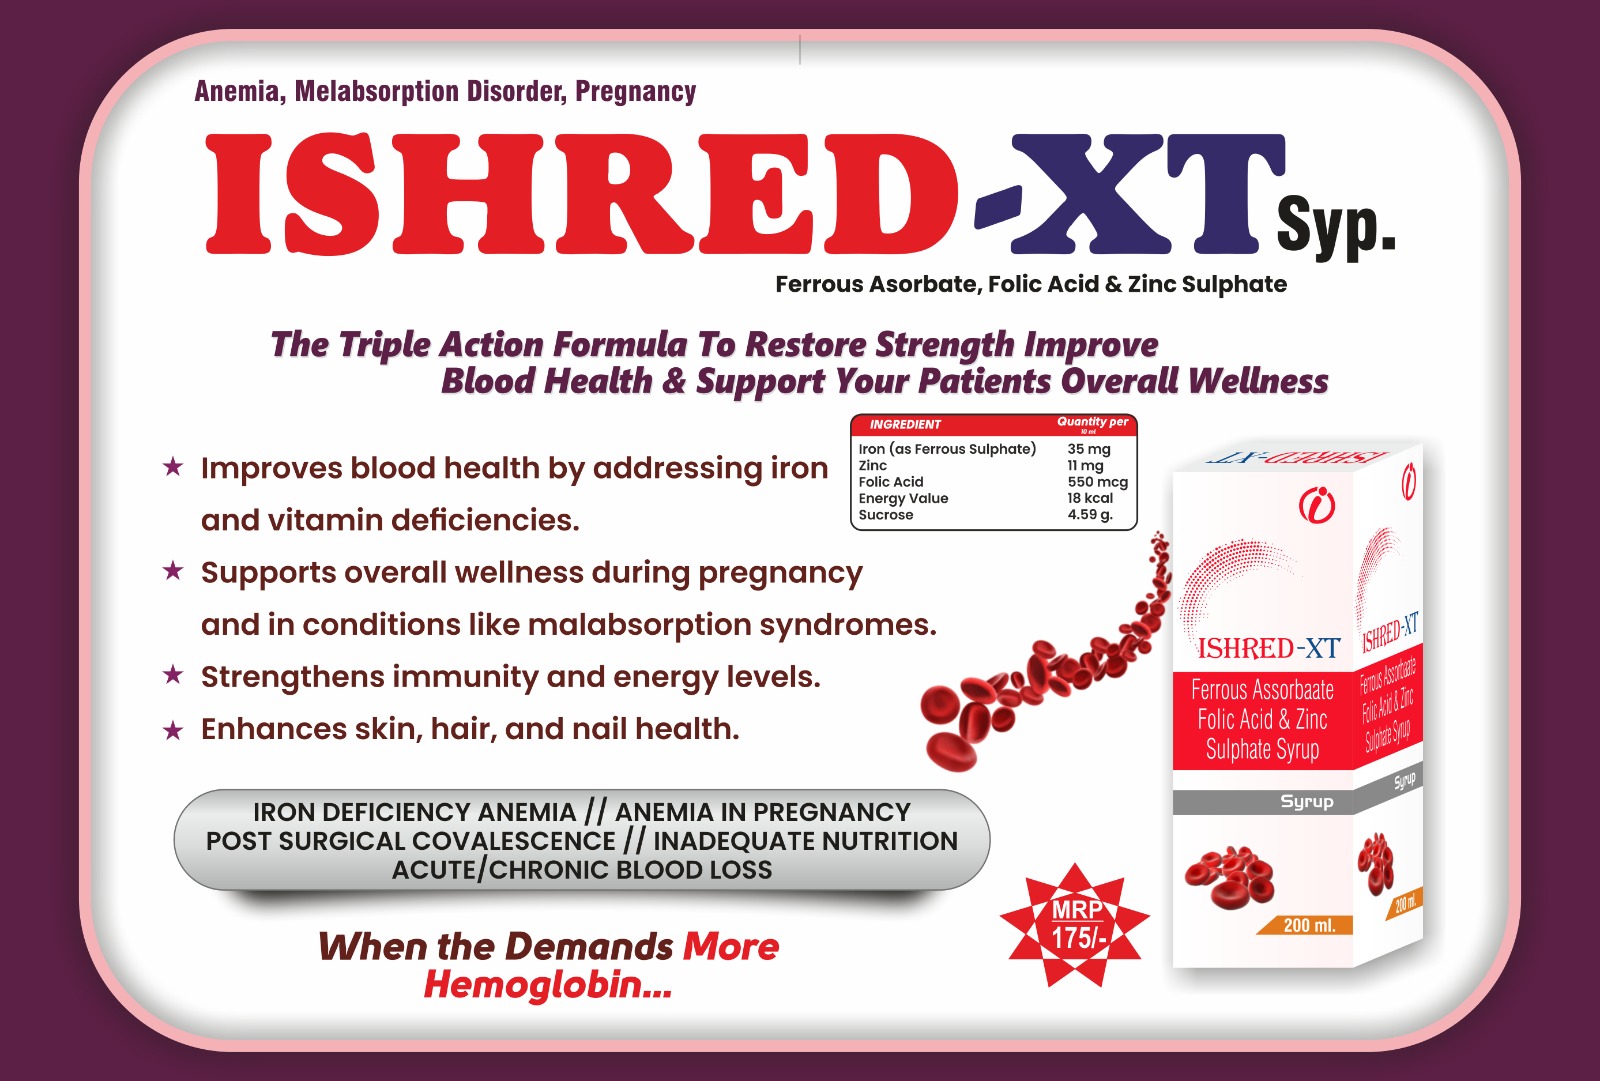 Anemia, Melabsorption Disorder, Pregnancy
ISHRED-XT Syp.
Ferrous Asorbate, Folic Acid & Zinc Sulphate
The Triple Action Formula To Restore Strength Improve
Blood Health & Support Your Patients Overall Wellness
INGREDIENT Quantity per
10 ml
Iron (as Ferrous Sulphate) 35 mg
Zinc 11 mg
Folic Acid 550 mcg
Energy Value 18 kcal
Sucrose 4.59 g.
★ Improves blood health by addressing iron
and vitamin deficiencies.
★ Supports overall wellness during pregnancy
and in conditions like malabsorption syndromes.
★ Strengthens immunity and energy levels.
★ Enhances skin, hair, and nail health.
IRON DEFICIENCY ANEMIA // ANEMIA IN PREGNANCY
POST SURGICAL COVALESCENCE // INADEQUATE NUTRITION
ACUTE/CHRONIC BLOOD LOSS
When the Demands More
Hemoglobin...
MRP
175/-
ISHRED-XT
ISHRED-XT
Ferrous Assorbaate
Folic Acid & Zinc
Sulphate Syrup
Syrup
200 ml.
ISHRED-XT
Ferrous Assorbaate
Folic Acid & Zinc
Sulphate Syrup
Syrup
200 ml.